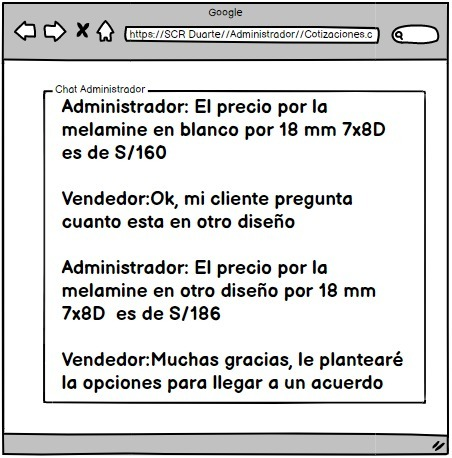 Google
https://SCR Duarte//Administrador//Cotizaciones.c
Chat Administrador
Administrador: El precio por la
melamine en blanco por 18 mm 7x8D
es de S/160
Vendedor:Ok, mi cliente pregunta
cuanto esta en otro diseño
Administrador: El precio por la
melamine en otro diseño por 18 mm
7x8D es de S/186
Vendedor:Muchas gracias, le plantearé
la opciones para llegar a un acuerdo